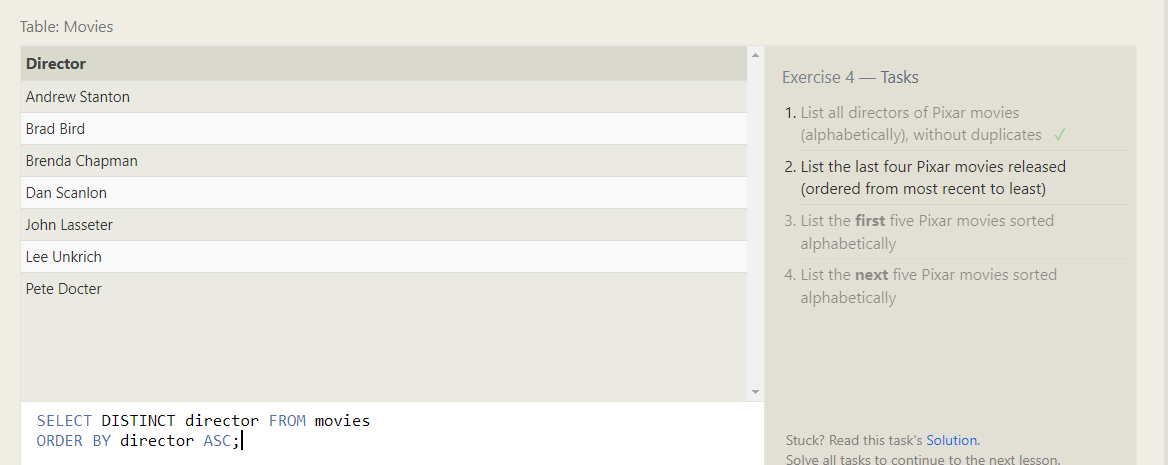 Table: Movies
Director
Andrew Stanton
Brad Bird
Brenda Chapman
Dan Scanlon
John Lasseter
Lee Unkrich
Pete Docter
SELECT DISTINCT director FROM movies
ORDER BY director ASC;
Exercise 4 — Tasks
1. List all directors of Pixar movies
(alphabetically), without duplicates ✓
2. List the last four Pixar movies released
(ordered from most recent to least)
3. List the first five Pixar movies sorted
alphabetically
4. List the next five Pixar movies sorted
alphabetically
Stuck? Read this task's Solution.
Solve all tasks to continue to the next lesson.